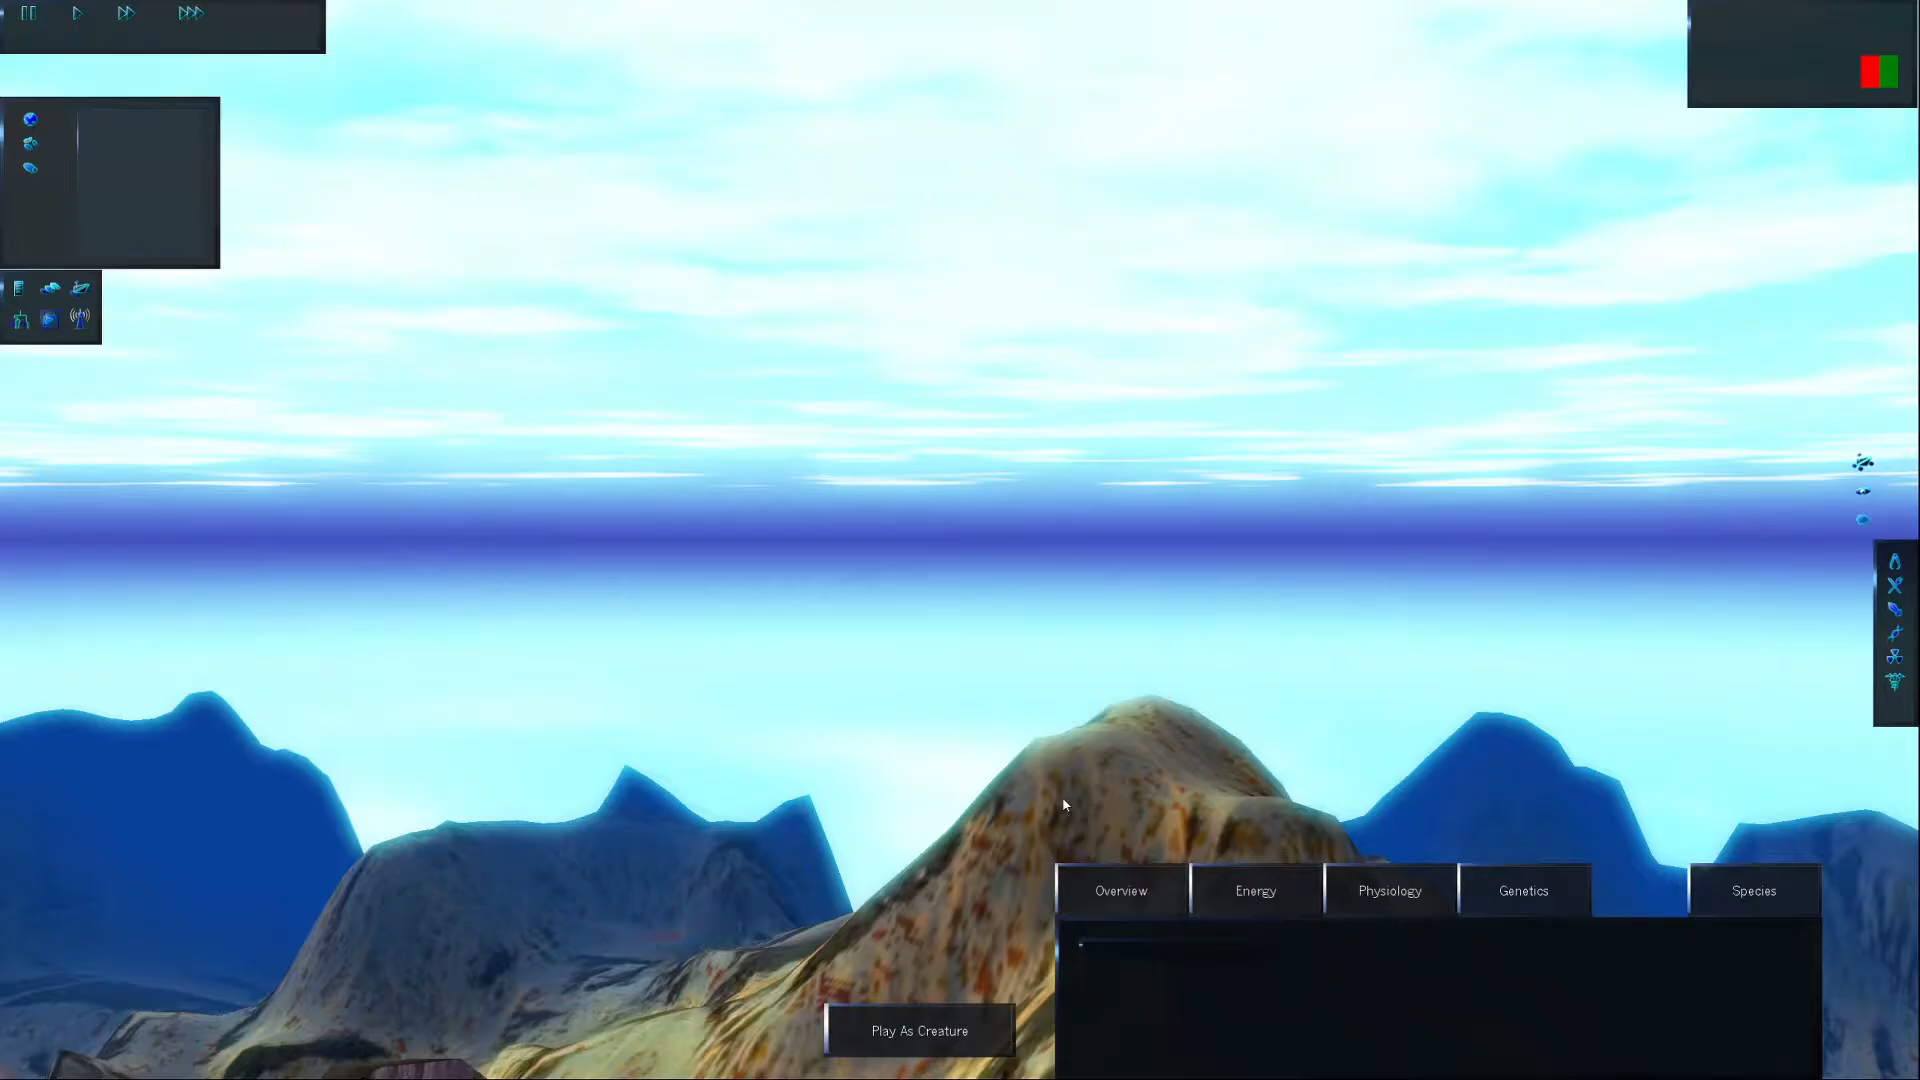 Overview
Energy
Physiology
Genetics
Species
Play As Creature